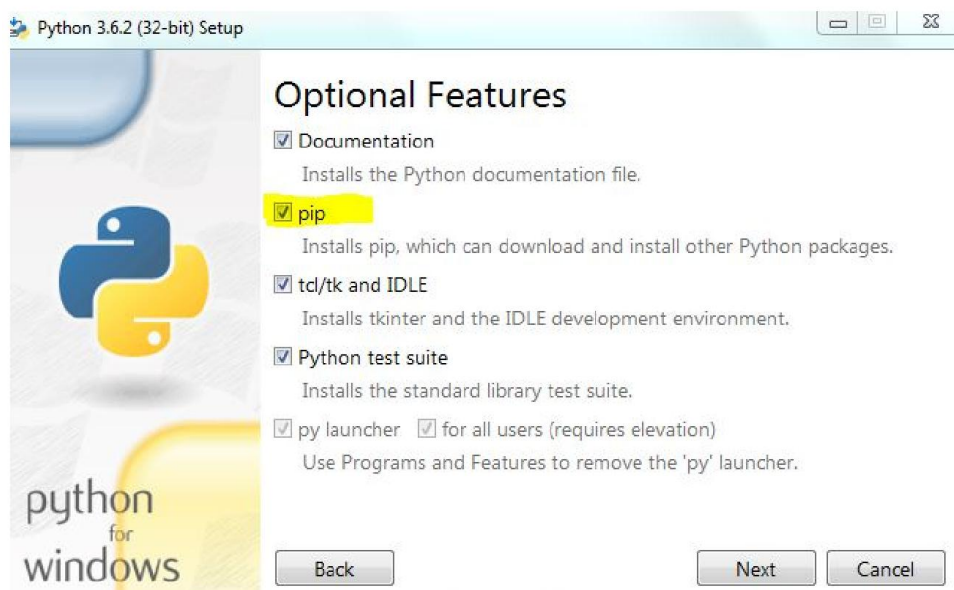 Python 3.6.2 (32-bit) Setup
Optional Features
Documentation
Installs the Python documentation file.
pip
Installs pip, which can download and install other Python packages.
tcl/tk and IDLE
Installs tkinter and the IDLE development environment.
Python test suite
Installs the standard library test suite.
py launcher for all users (requires elevation)
Use Programs and Features to remove the 'py' launcher.
python
for
windows
Back Next Cancel